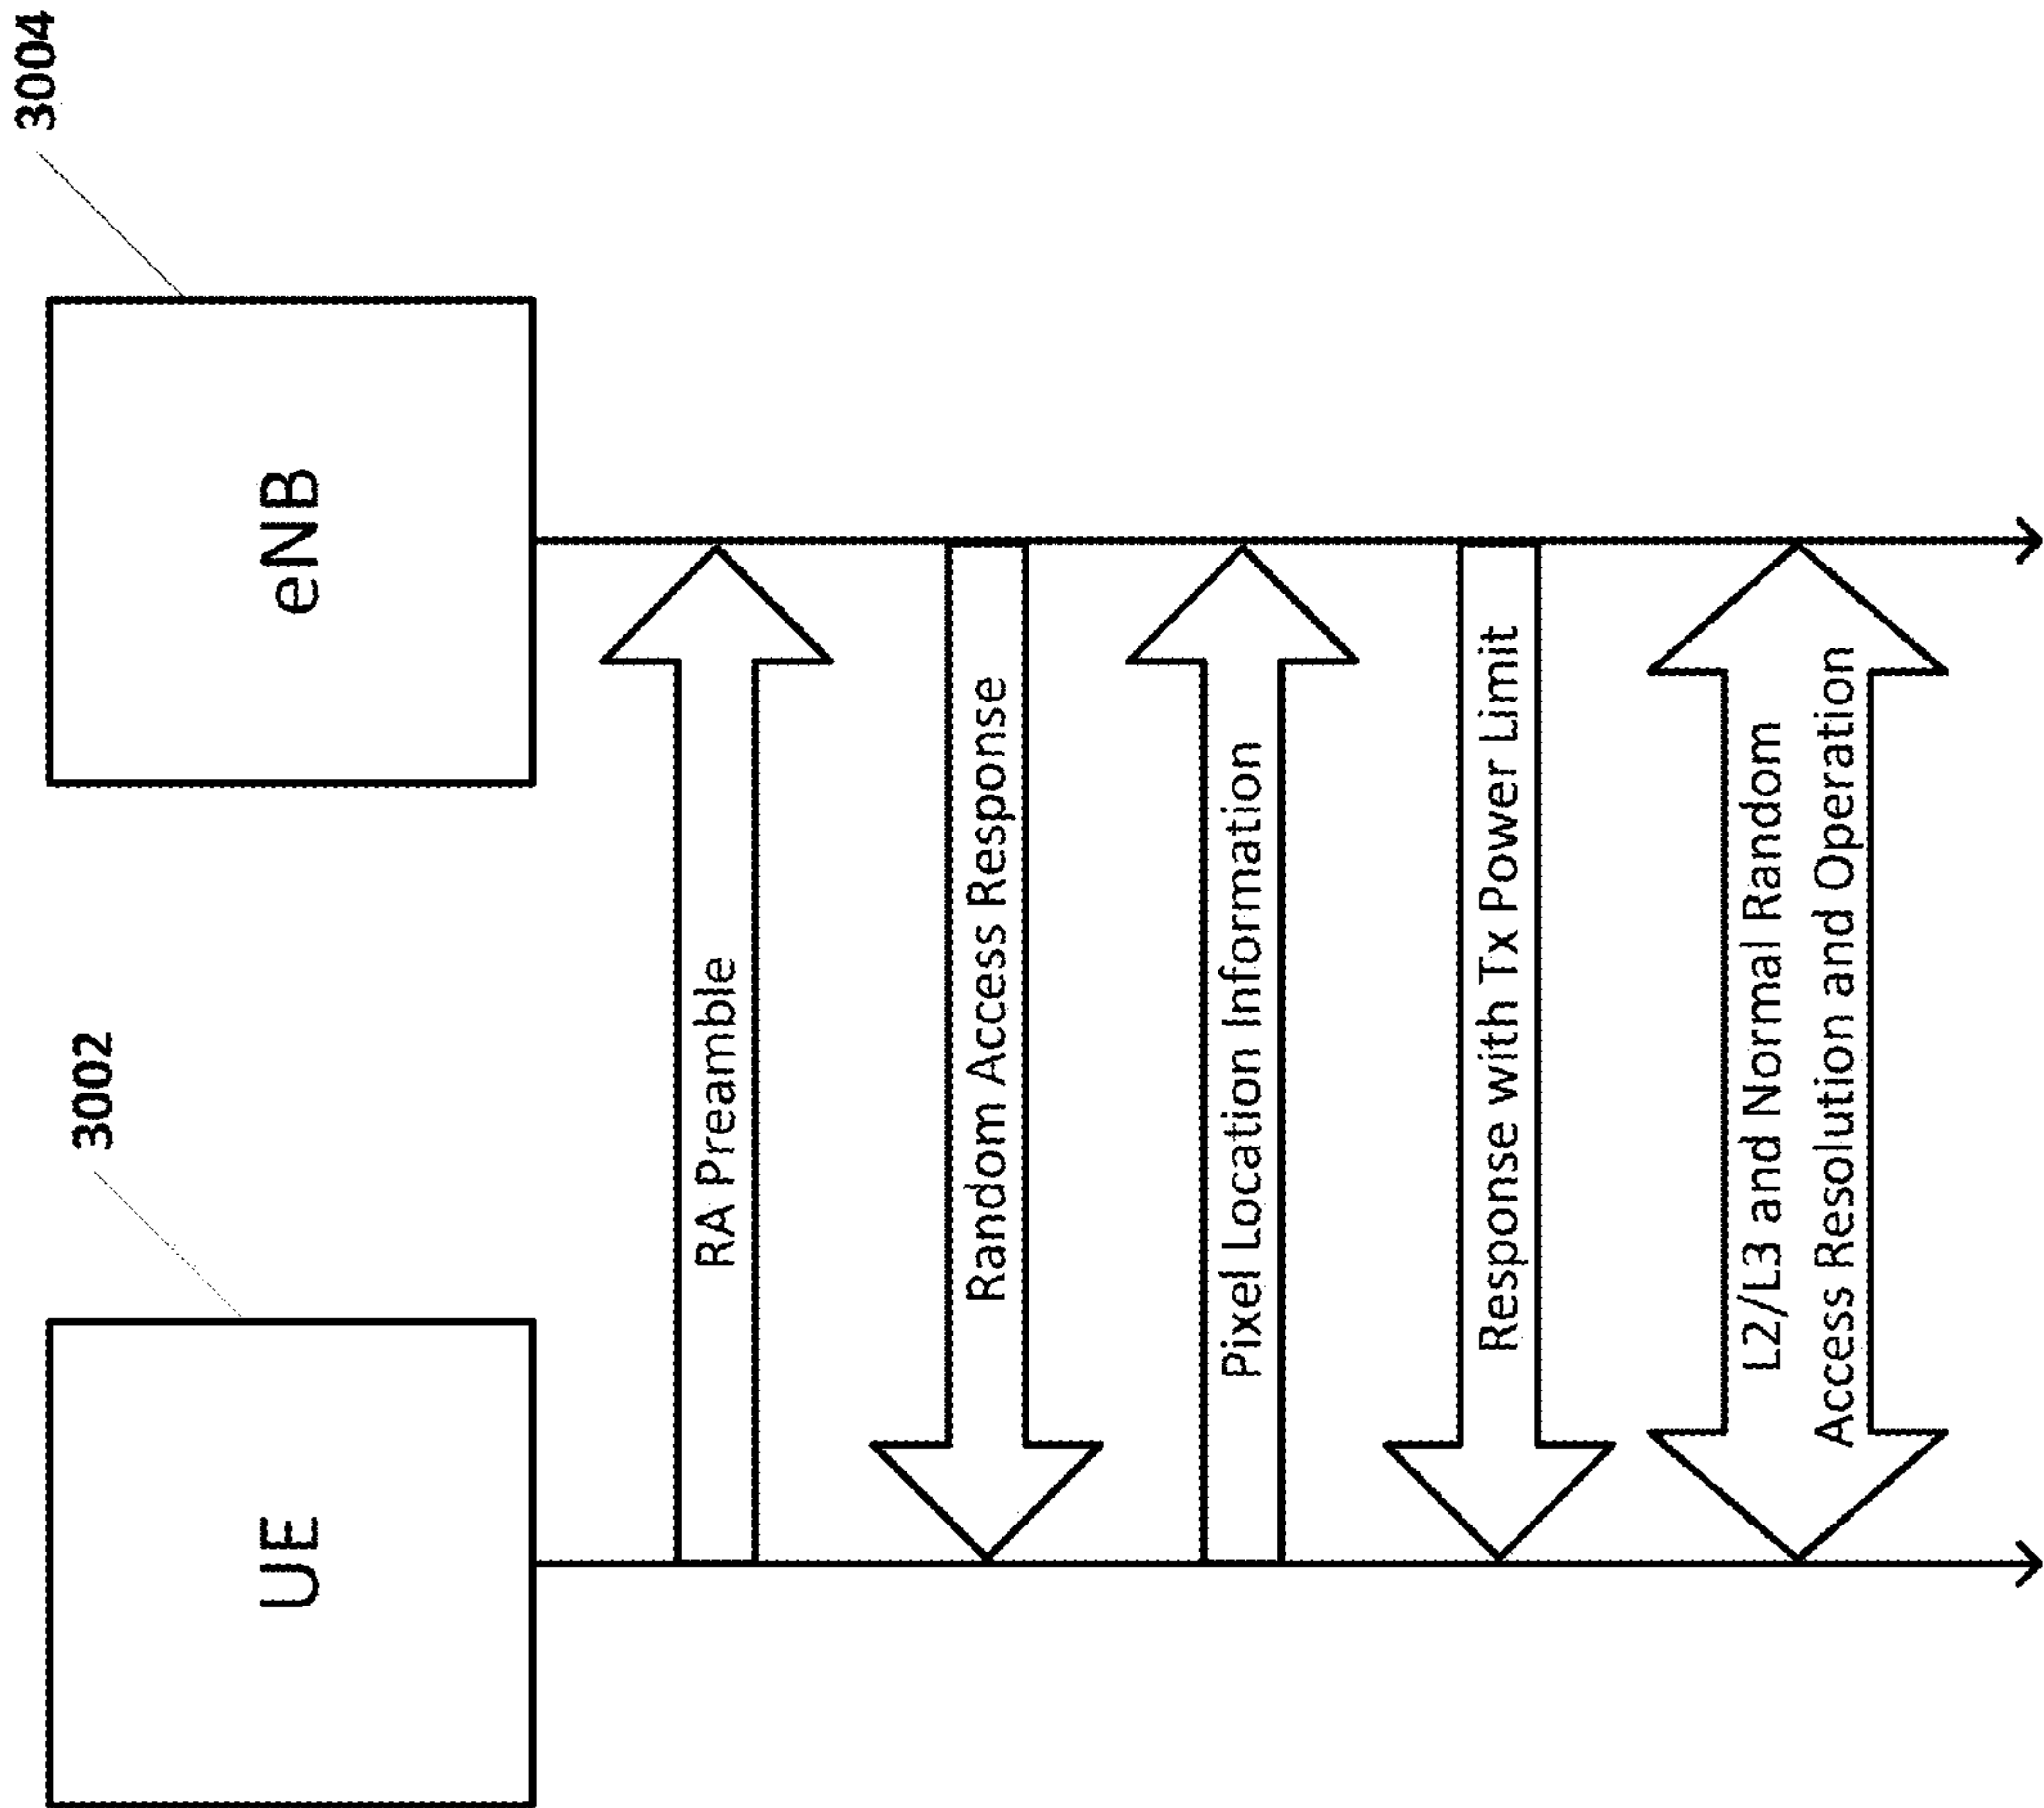 3002
3004
UE
eNB
RA Preamble
Random Access Response
Pixel Location Information
Response with Tx Power Limit
L2/L3 and Normal Random
Access Resolution and Operation